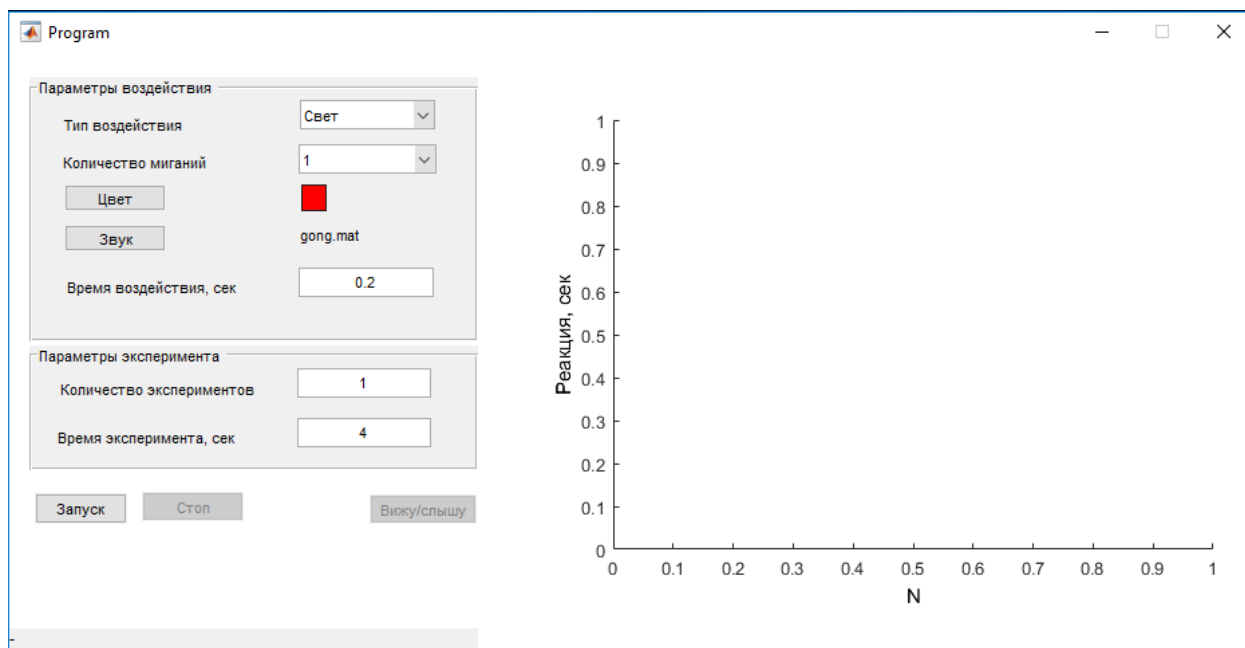 Program
Параметры воздействия
Тип воздействия Свет
Количество миганий 1
Цвет
Звук gong.mat
Время воздействия, сек 0.2
Параметры эксперимента
Количество экспериментов 1
Время эксперимента, сек 4
Запуск Стоп Вижу/слышу
-
Реакция, сек
1
0.9
0.8
0.7
0.6
0.5
0.4
0.3
0.2
0.1
0
0 0.1 0.2 0.3 0.4 0.5 0.6 0.7 0.8 0.9 1
N